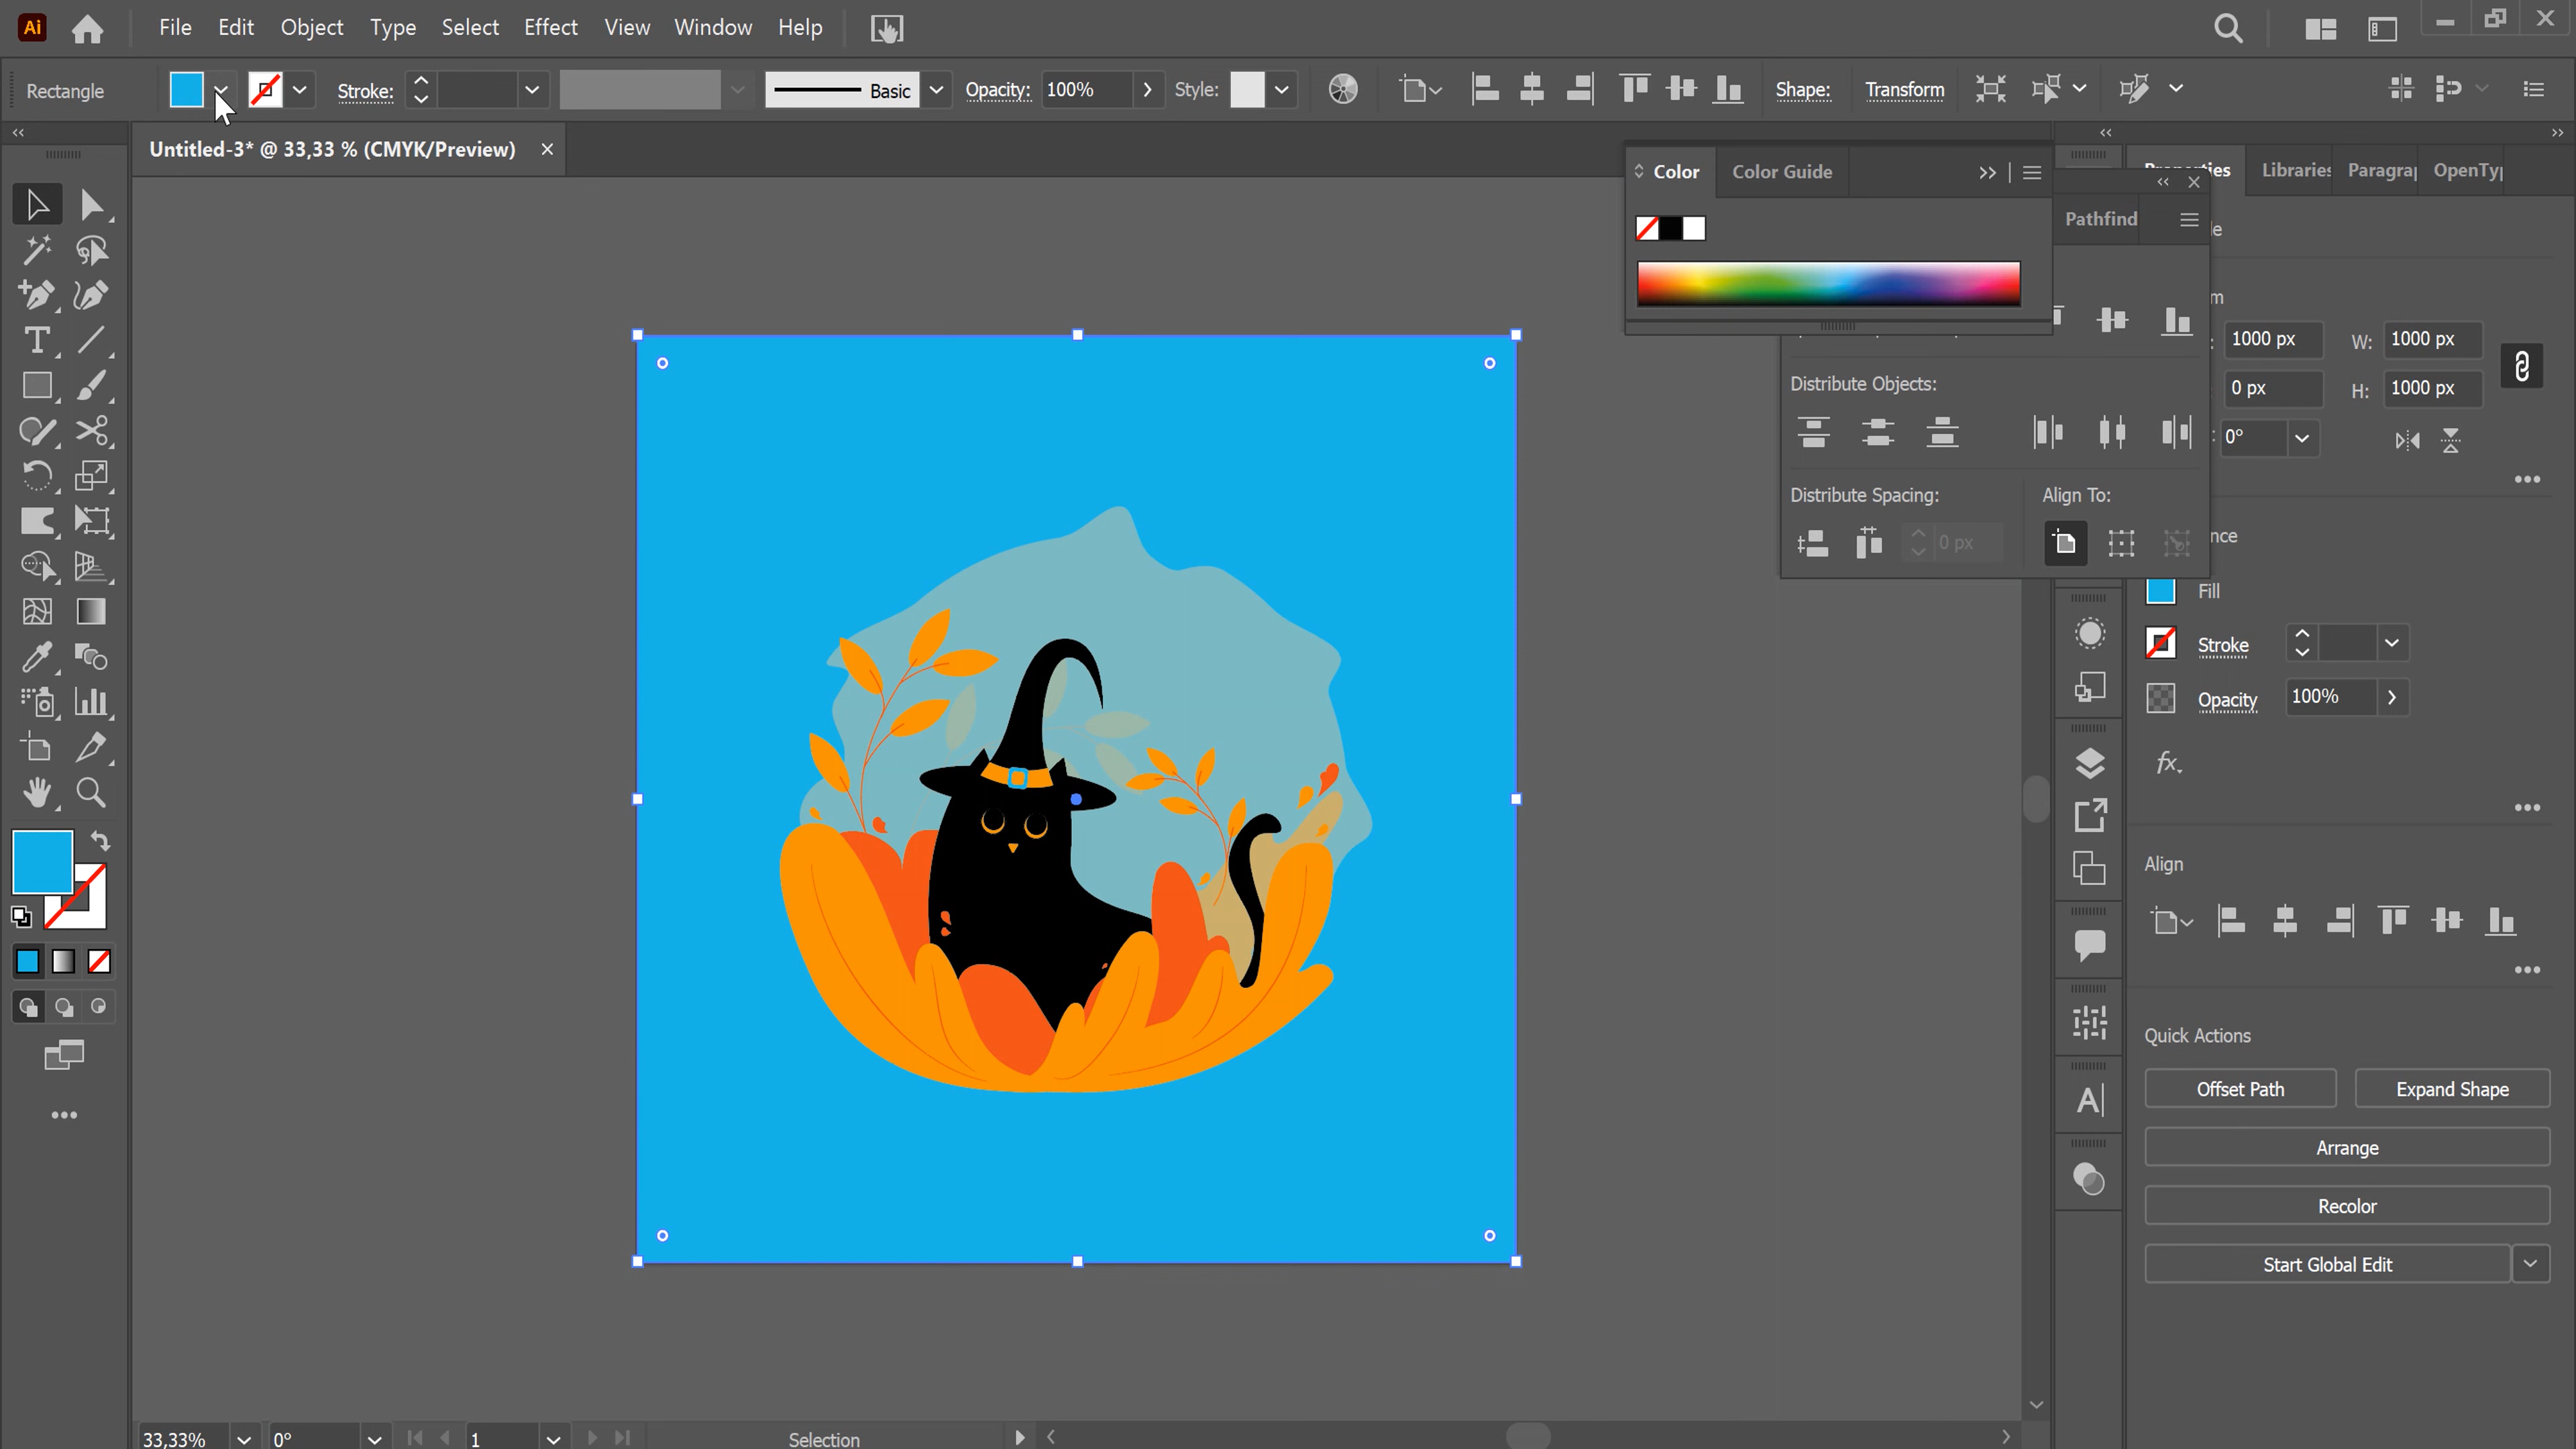 Ai File Edit Object Type Select Effect View Window Help
Rectangle Stroke: Basic Opacity: 100% Style: Shape: Transform
Untitled-3* @ 33,33 % (CMYK/Preview)
Color Color Guide
Libraries Paragra OpenTy
Pathfind
1000 px W: 1000 px
0 px H: 1000 px
Distribute Objects:
0°
Distribute Spacing: Align To:
0 px
nce
Fill
Stroke
Opacity 100%
fx
Align
Quick Actions
Offset Path Expand Shape
Arrange
Recolor
Start Global Edit
33,33% 0° 1 Selection